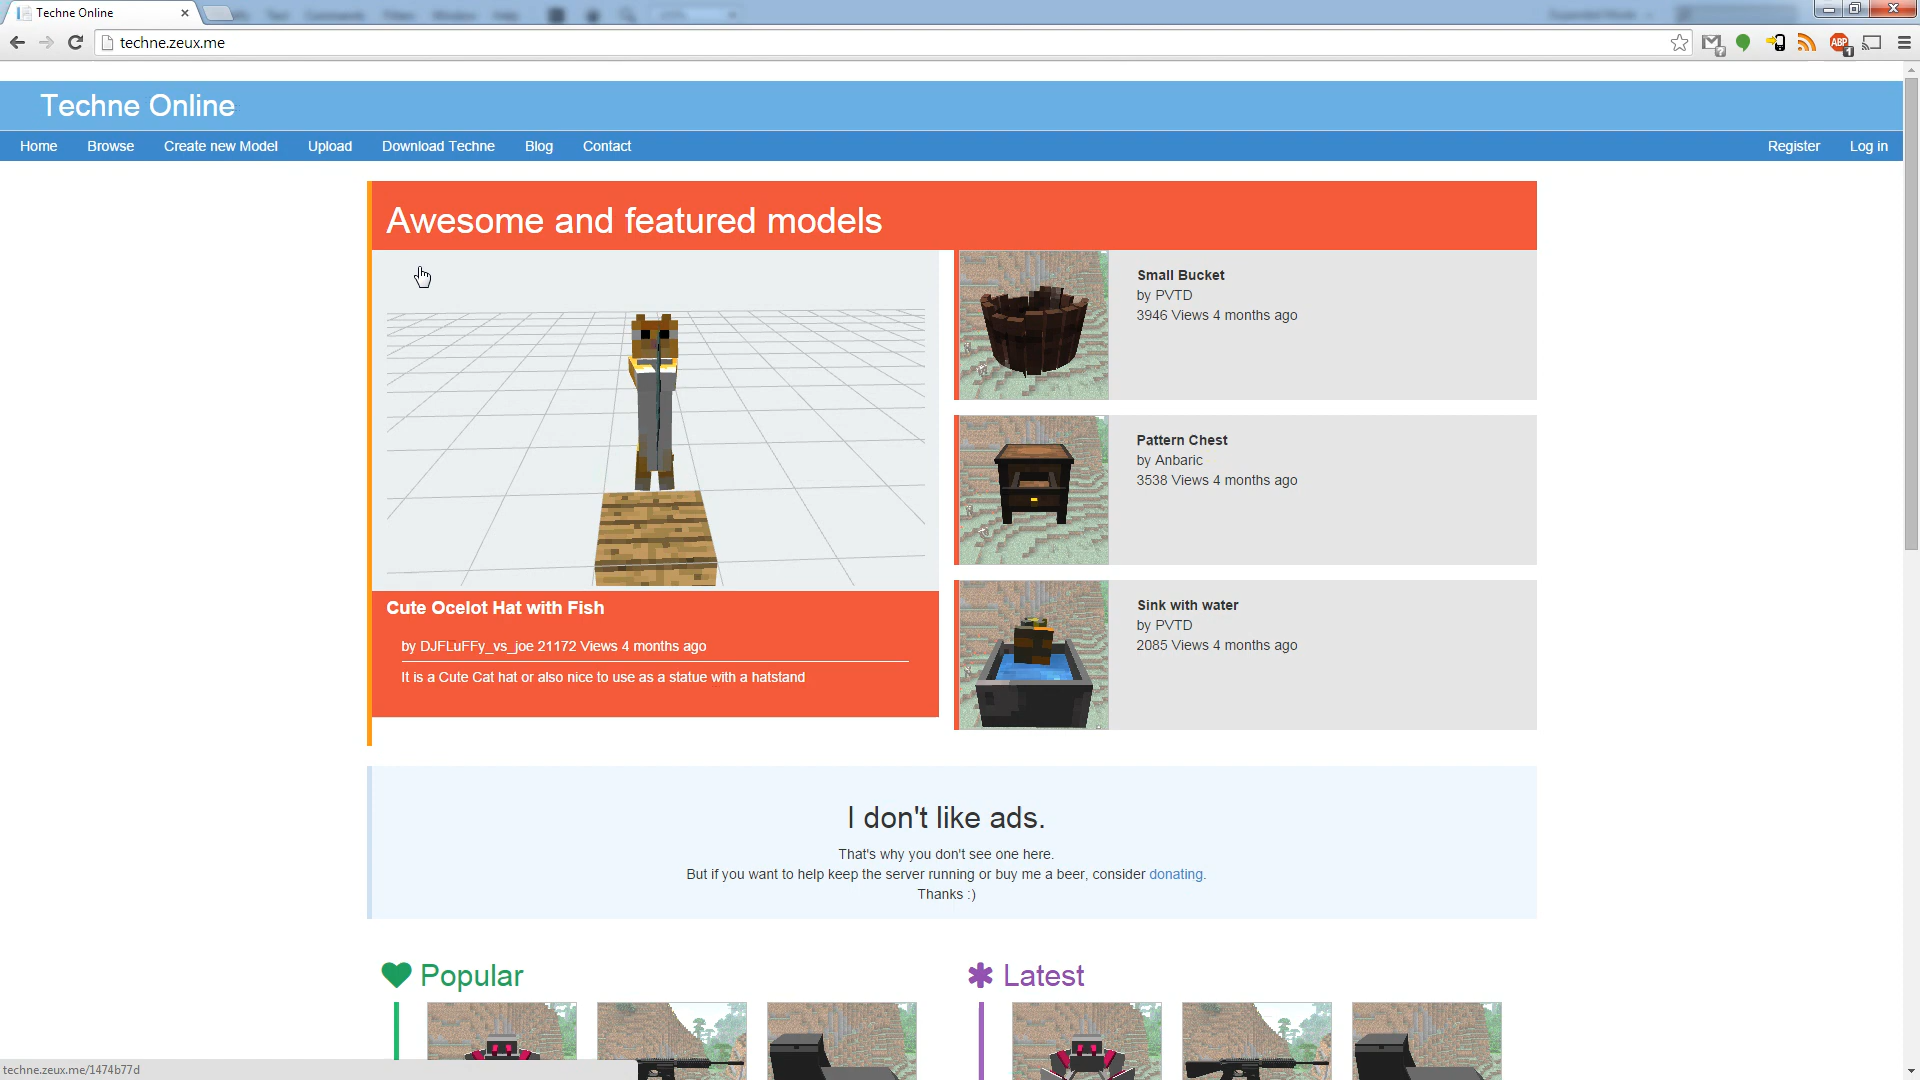 Techne Online
techne.zeux.me
ABP
1
Techne Online
Home Browse Create new Model Upload Download Techne Blog Contact Register Log in
Awesome and featured models
Small Bucket
by PVTD
3946 Views 4 months ago
Pattern Chest
by Anbaric
3538 Views 4 months ago
Sink with water
by PVTD
2085 Views 4 months ago
Cute Ocelot Hat with Fish
by DJFLuFFy_vs_joe 21172 Views 4 months ago
It is a Cute Cat hat or also nice to use as a statue with a hatstand
I don't like ads.
That's why you don't see one here.
But if you want to help keep the server running or buy me a beer, consider donating.
Thanks :)
Popular
Latest
techne.zeux.me/1474b77d